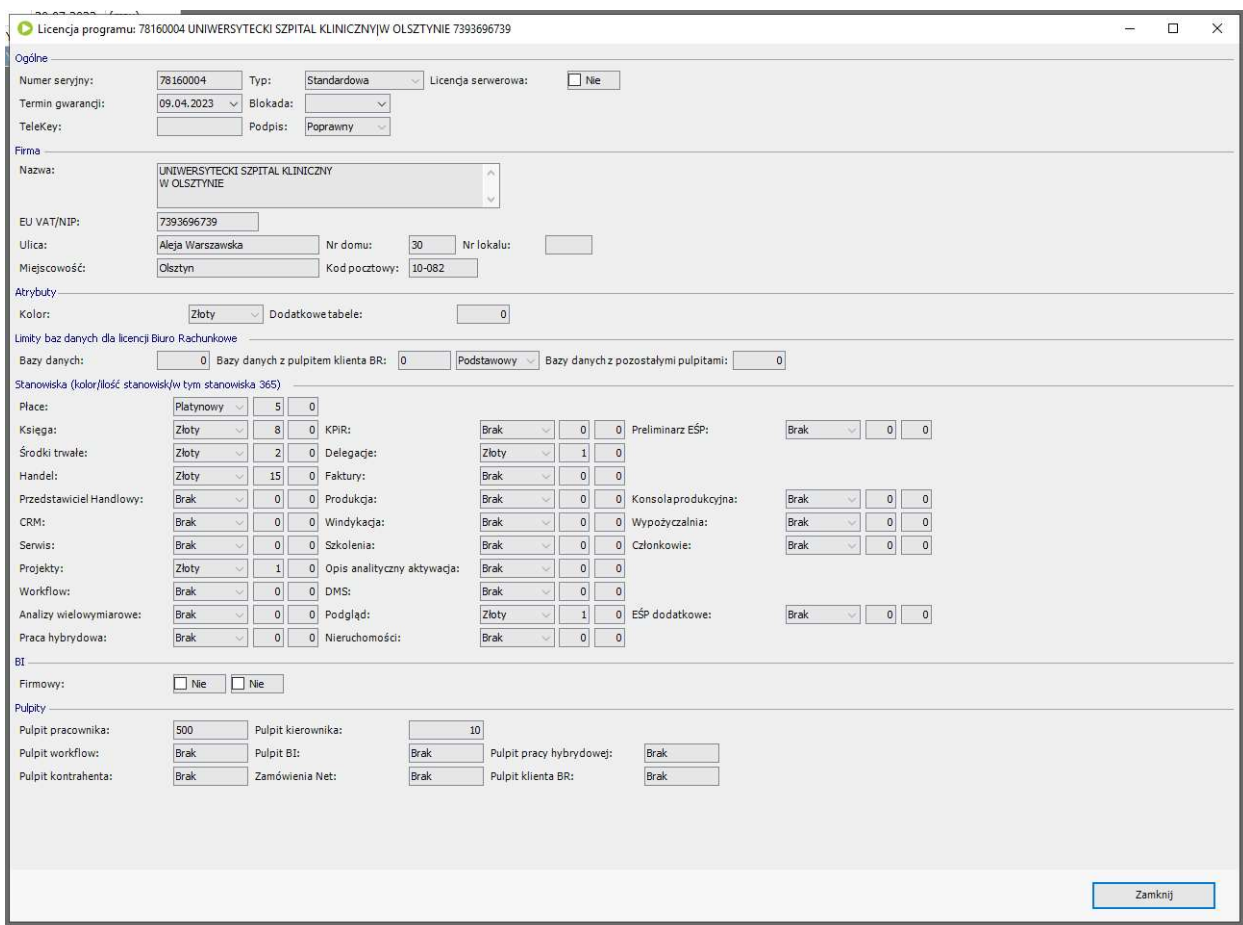 Licencja programu: 78160004 UNIWERSYTECKI SZPITAL KLINICZNY|W OLSZTYNIE 7393696739
Ogólne
Numer seryjny: 78160004 Typ: Standardowa Licencja serwerowa: Nie
Termin gwarancji: 09.04.2023 Blokada:
TeleKey: Podpis: Poprawny
Firma
Nazwa: UNIWERSYTECKI SZPITAL KLINICZNY
W OLSZTYNIE
EU VAT/NIP: 7393696739
Ulica: Aleja Warszawska Nr domu: 30 Nr lokalu:
Miejscowość: Olsztyn Kod pocztowy: 10-082
Atrybuty
Kolor: Złoty Dodatkowe tabele: 0
Limity baz danych dla licencji Biuro Rachunkowe
Bazy danych: 0 Bazy danych z pulpitem klienta BR: 0 Podstawowy Bazy danych z pozostałymi pulpitami: 0
Stanowiska (kolor/ilość stanowisk/w tym stanowiska 365)
Płace: Platynowy 5 0
Księga: Złoty 8 0 KPiR: Brak 0 0 Preliminarz EŚP: Brak 0 0
Środki trwałe: Złoty 2 0 Delegacje: Złoty 1 0
Handel: Złoty 15 0 Faktury: Brak 0 0
Przedstawiciel Handlowy: Brak 0 0 Produkcja: Brak 0 0 Konsola produkcyjna: Brak 0 0
CRM: Brak 0 0 Windykacja: Brak 0 0 Wypożyczalnia: Brak 0 0
Serwis: Brak 0 0 Szkolenia: Brak 0 0 Członkowie: Brak 0 0
Projekty: Złoty 1 0 Opis analityczny aktywacja: Brak 0 0
Workflow: Brak 0 0 DMS: Brak 0 0
Analizy wielowymiarowe: Brak 0 0 Podgląd: Złoty 1 0 EŚP dodatkowe: Brak 0 0
Praca hybrydowa: Brak 0 0 Nieruchomości: Brak 0 0
BI
Firmowy: Nie Nie
Pulpity
Pulpit pracownika: 500 Pulpit kierownika: 10
Pulpit workflow: Brak Pulpit BI: Brak Pulpit pracy hybrydowej: Brak
Pulpit kontrahenta: Brak Zamówienia Net: Brak Pulpit klienta BR: Brak
Zamknij